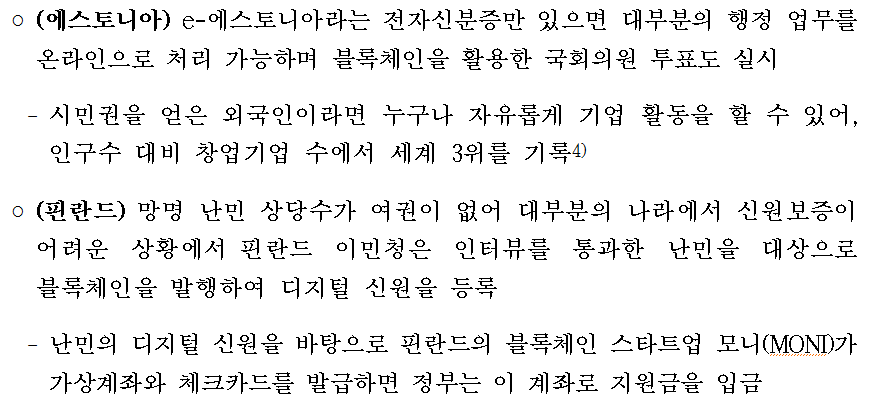 ○ (에스토니아) e-에스토니아라는 전자신분증만 있으면 대부분의 행정 업무를
온라인으로 처리 가능하며 블록체인을 활용한 국회의원 투표도 실시
- 시민권을 얻은 외국인이라면 누구나 자유롭게 기업 활동을 할 수 있어,
인구수 대비 창업기업 수에서 세계 3위를 기록4)
○ (핀란드) 망명 난민 상당수가 여권이 없어 대부분의 나라에서 신원보증이
어려운 상황에서 핀란드 이민청은 인터뷰를 통과한 난민을 대상으로
블록체인을 발행하여 디지털 신원을 등록
- 난민의 디지털 신원을 바탕으로 핀란드의 블록체인 스타트업 모니(MONI)가
가상계좌와 체크카드를 발급하면 정부는 이 계좌로 지원금을 입금